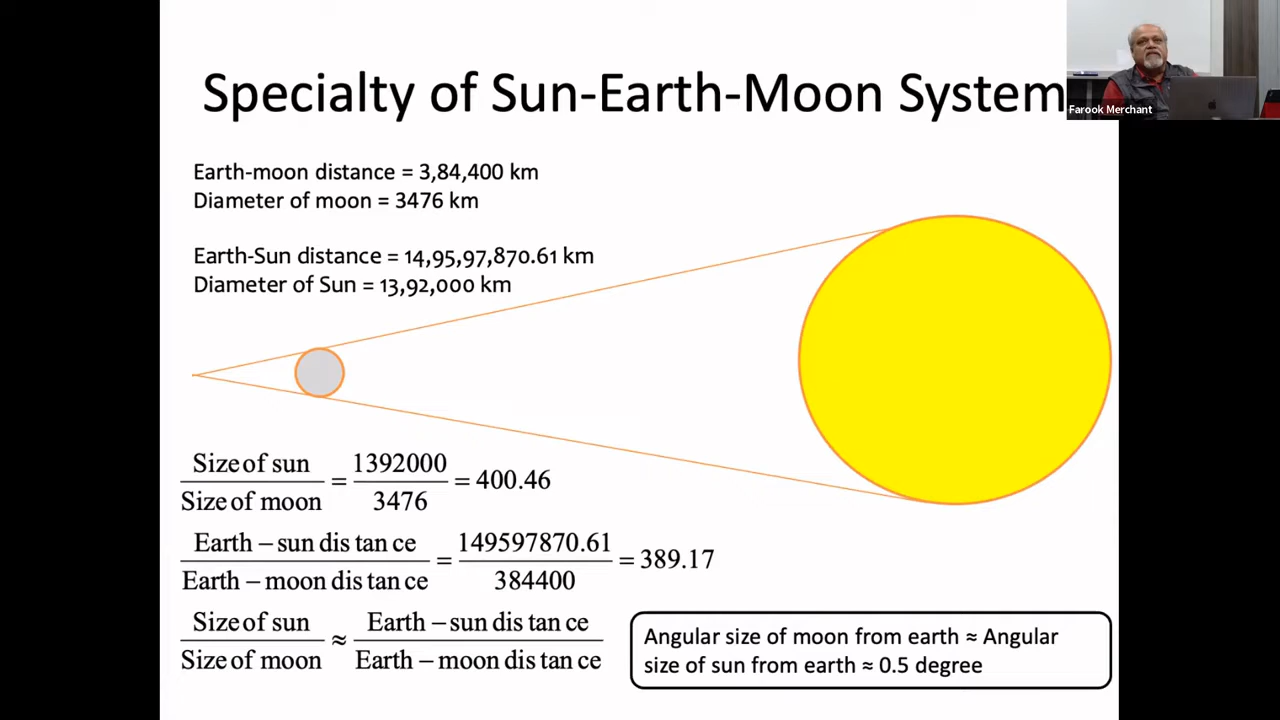 Specialty of Sun-Earth-Moon System
Farook Merchant
Earth-moon distance = 3,84,400 km
Diameter of moon = 3476 km
Earth-Sun distance = 14,95,97,870.61 km
Diameter of Sun = 13,92,000 km
Size of sun / Size of moon = 1392000 / 3476 = 400.46
Earth – sun dis tan ce / Earth – moon dis tan ce = 149597870.61 / 384400 = 389.17
Size of sun / Size of moon ≈ Earth – sun dis tan ce / Earth – moon dis tan ce
Angular size of moon from earth ≈ Angular
size of sun from earth ≈ 0.5 degree